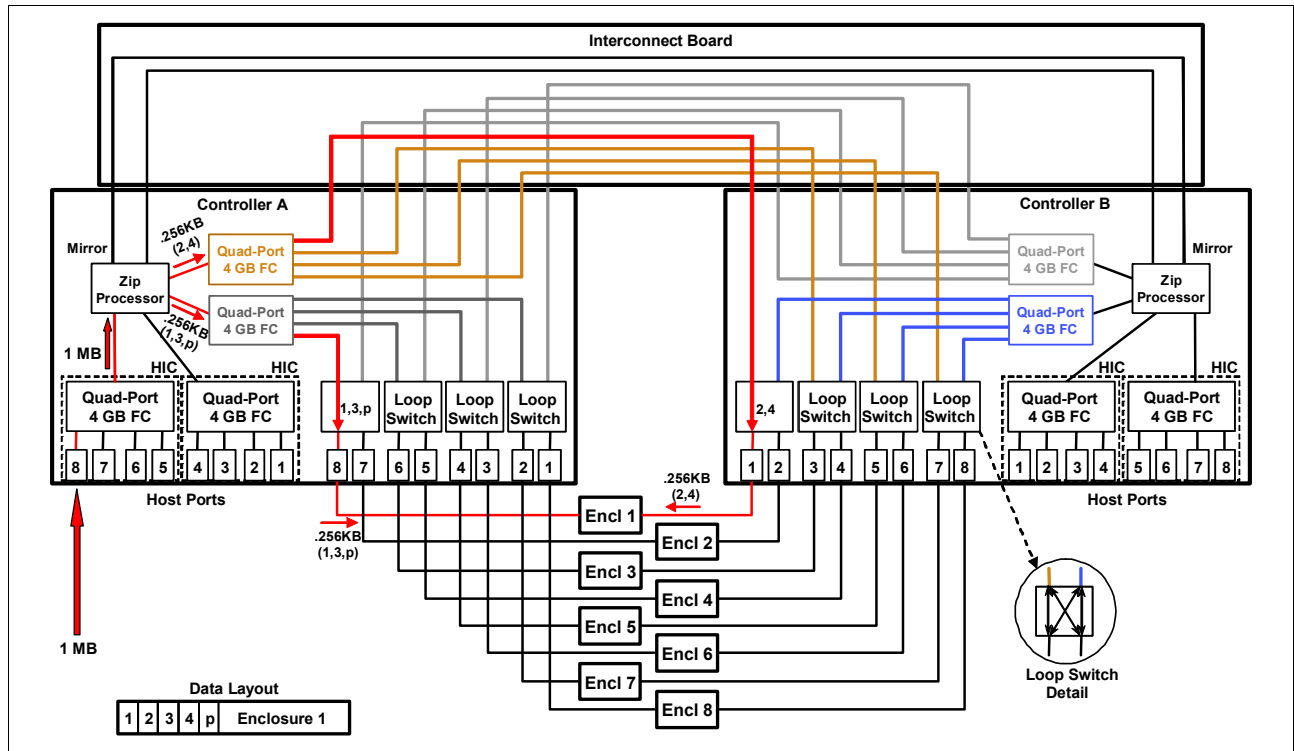 Interconnect Board
Controller A
Controller B
.256KB
(2,4)
Mirror
Quad-Port
4 GB FC
Zip
Processor
Quad-Port
4 GB FC
.256KB
(1,3,p)
1 MB
HIC
HIC
Quad-Port
4 GB FC
Quad-Port
4 GB FC
1,3,p
Loop
Switch
Loop
Switch
Loop
Switch
8 7 6 5 4 3 2 1
8 7 6 5 4 3 2 1
Host Ports
Quad-Port
4 GB FC
Mirror
Zip
Processor
Quad-Port
4 GB FC
2,4
Loop
Switch
Loop
Switch
Loop
Switch
HIC
HIC
Quad-Port
4 GB FC
Quad-Port
4 GB FC
1 2 3 4 5 6 7 8
1 2 3 4 5 6 7 8
Host Ports
.256KB
(2,4)
.256KB
(1,3,p)
Encl 1
Encl 2
Encl 3
Encl 4
Encl 5
Encl 6
Encl 7
Encl 8
1 MB
Loop Switch
Detail
Data Layout
1 2 3 4 p Enclosure 1